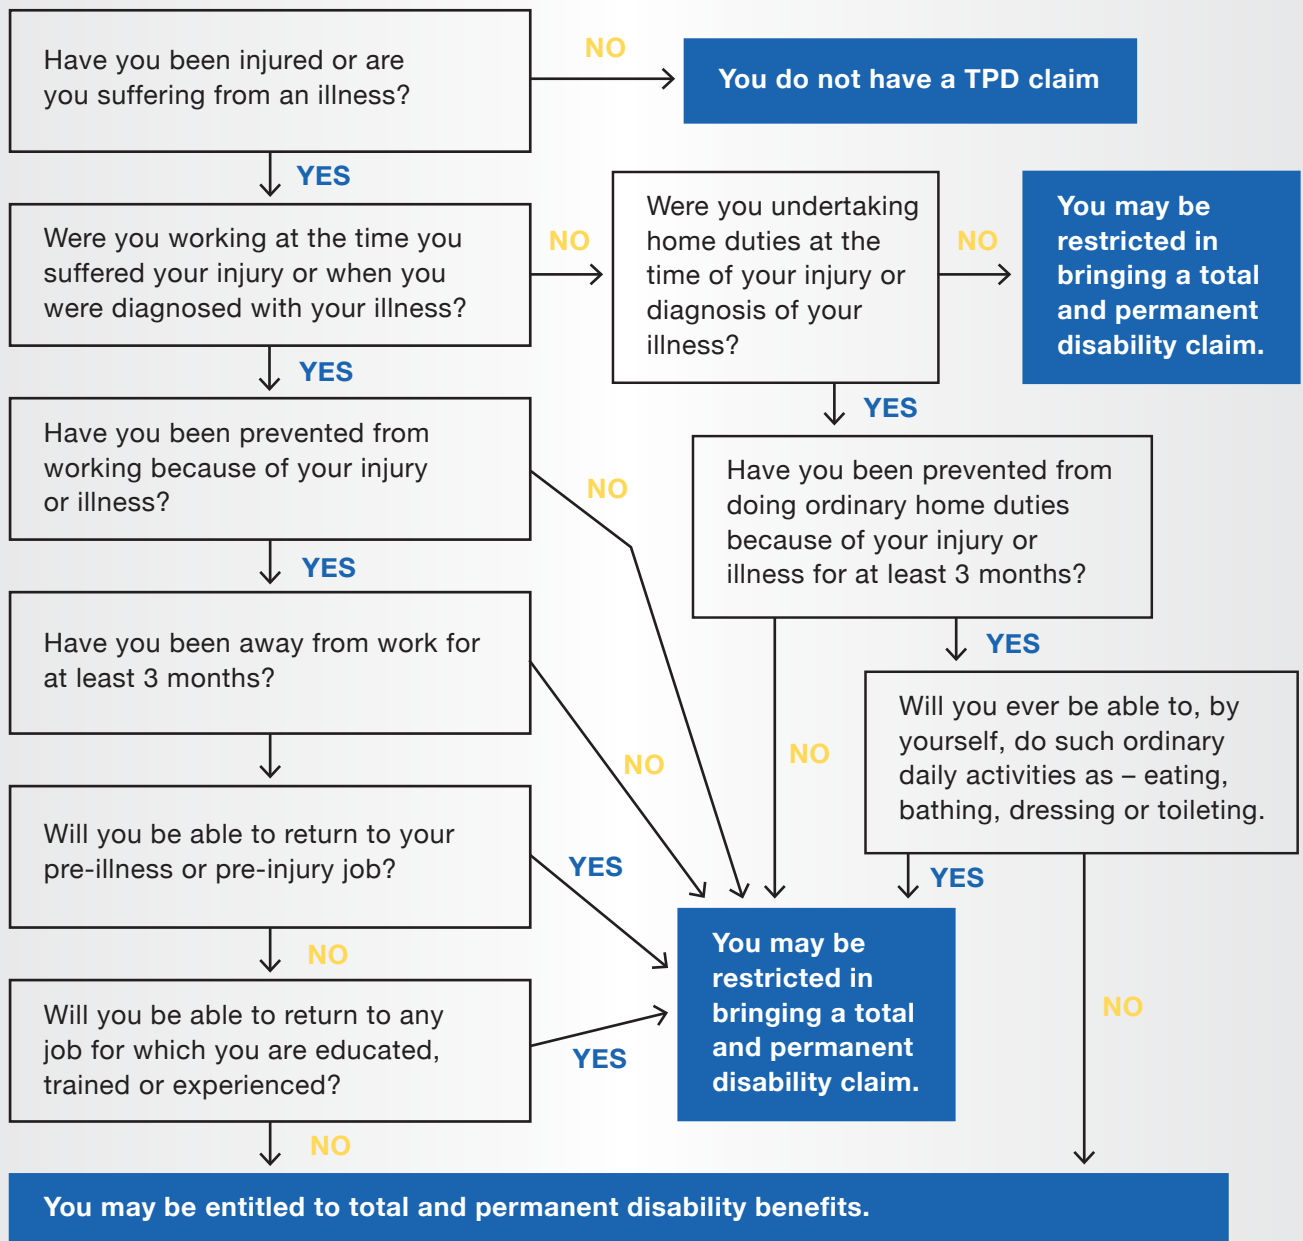 Have you been injured or are
you suffering from an illness?
NO
You do not have a TPD claim
YES
Were you working at the time you
suffered your injury or when you
were diagnosed with your illness?
NO
Were you undertaking
home duties at the
time of your injury or
diagnosis of your
illness?
NO
You may be
restricted in
bringing a total
and permanent
disability claim.
YES
YES
Have you been prevented from
working because of your injury
or illness?
NO
Have you been prevented from
doing ordinary home duties
because of your injury or
illness for at least 3 months?
YES
YES
Have you been away from work for
at least 3 months?
NO
NO
Will you ever be able to, by
yourself, do such ordinary
daily activities as – eating,
bathing, dressing or toileting.
Will you be able to return to your
pre-illness or pre-injury job?
YES
YES
NO
NO
Will you be able to return to any
job for which you are educated,
trained or experienced?
YES
You may be
restricted in
bringing a total
and permanent
disability claim.
NO
You may be entitled to total and permanent disability benefits.